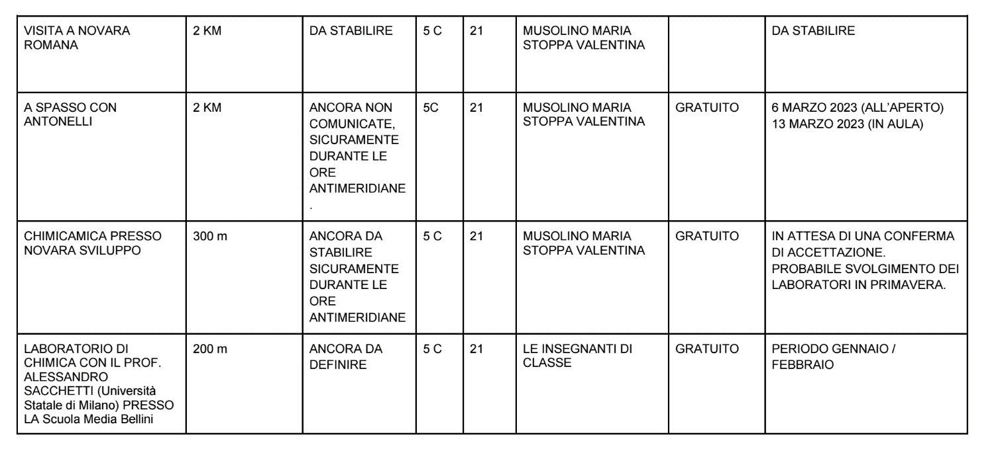 VISITA A NOVARA
ROMANA
2 KM
DA STABILIRE
5 C
21
MUSOLINO MARIA
STOPPA VALENTINA
DA STABILIRE
A SPASSO CON
ANTONELLI
2 KM
ANCORA NON
COMUNICATE,
SICURAMENTE
DURANTE LE
ORE
ANTIMERIDIANE
.
5C
21
MUSOLINO MARIA
STOPPA VALENTINA
GRATUITO
6 MARZO 2023 (ALL'APERTO)
13 MARZO 2023 (IN AULA)
CHIMICAMICA PRESSO
NOVARA SVILUPPO
300 m
ANCORA DA
STABILIRE
SICURAMENTE
DURANTE LE
ORE
ANTIMERIDIANE
5 C
21
MUSOLINO MARIA
STOPPA VALENTINA
GRATUITO
IN ATTESA DI UNA CONFERMA
DI ACCETTAZIONE.
PROBABILE SVOLGIMENTO DEI
LABORATORI IN PRIMAVERA.
LABORATORIO DI
CHIMICA CON IL PROF.
ALESSANDRO
SACCHETTI (Università
Statale di Milano) PRESSO
LA Scuola Media Bellini
200 m
ANCORA DA
DEFINIRE
5 C
21
LE INSEGNANTI DI
CLASSE
GRATUITO
PERIODO GENNAIO /
FEBBRAIO